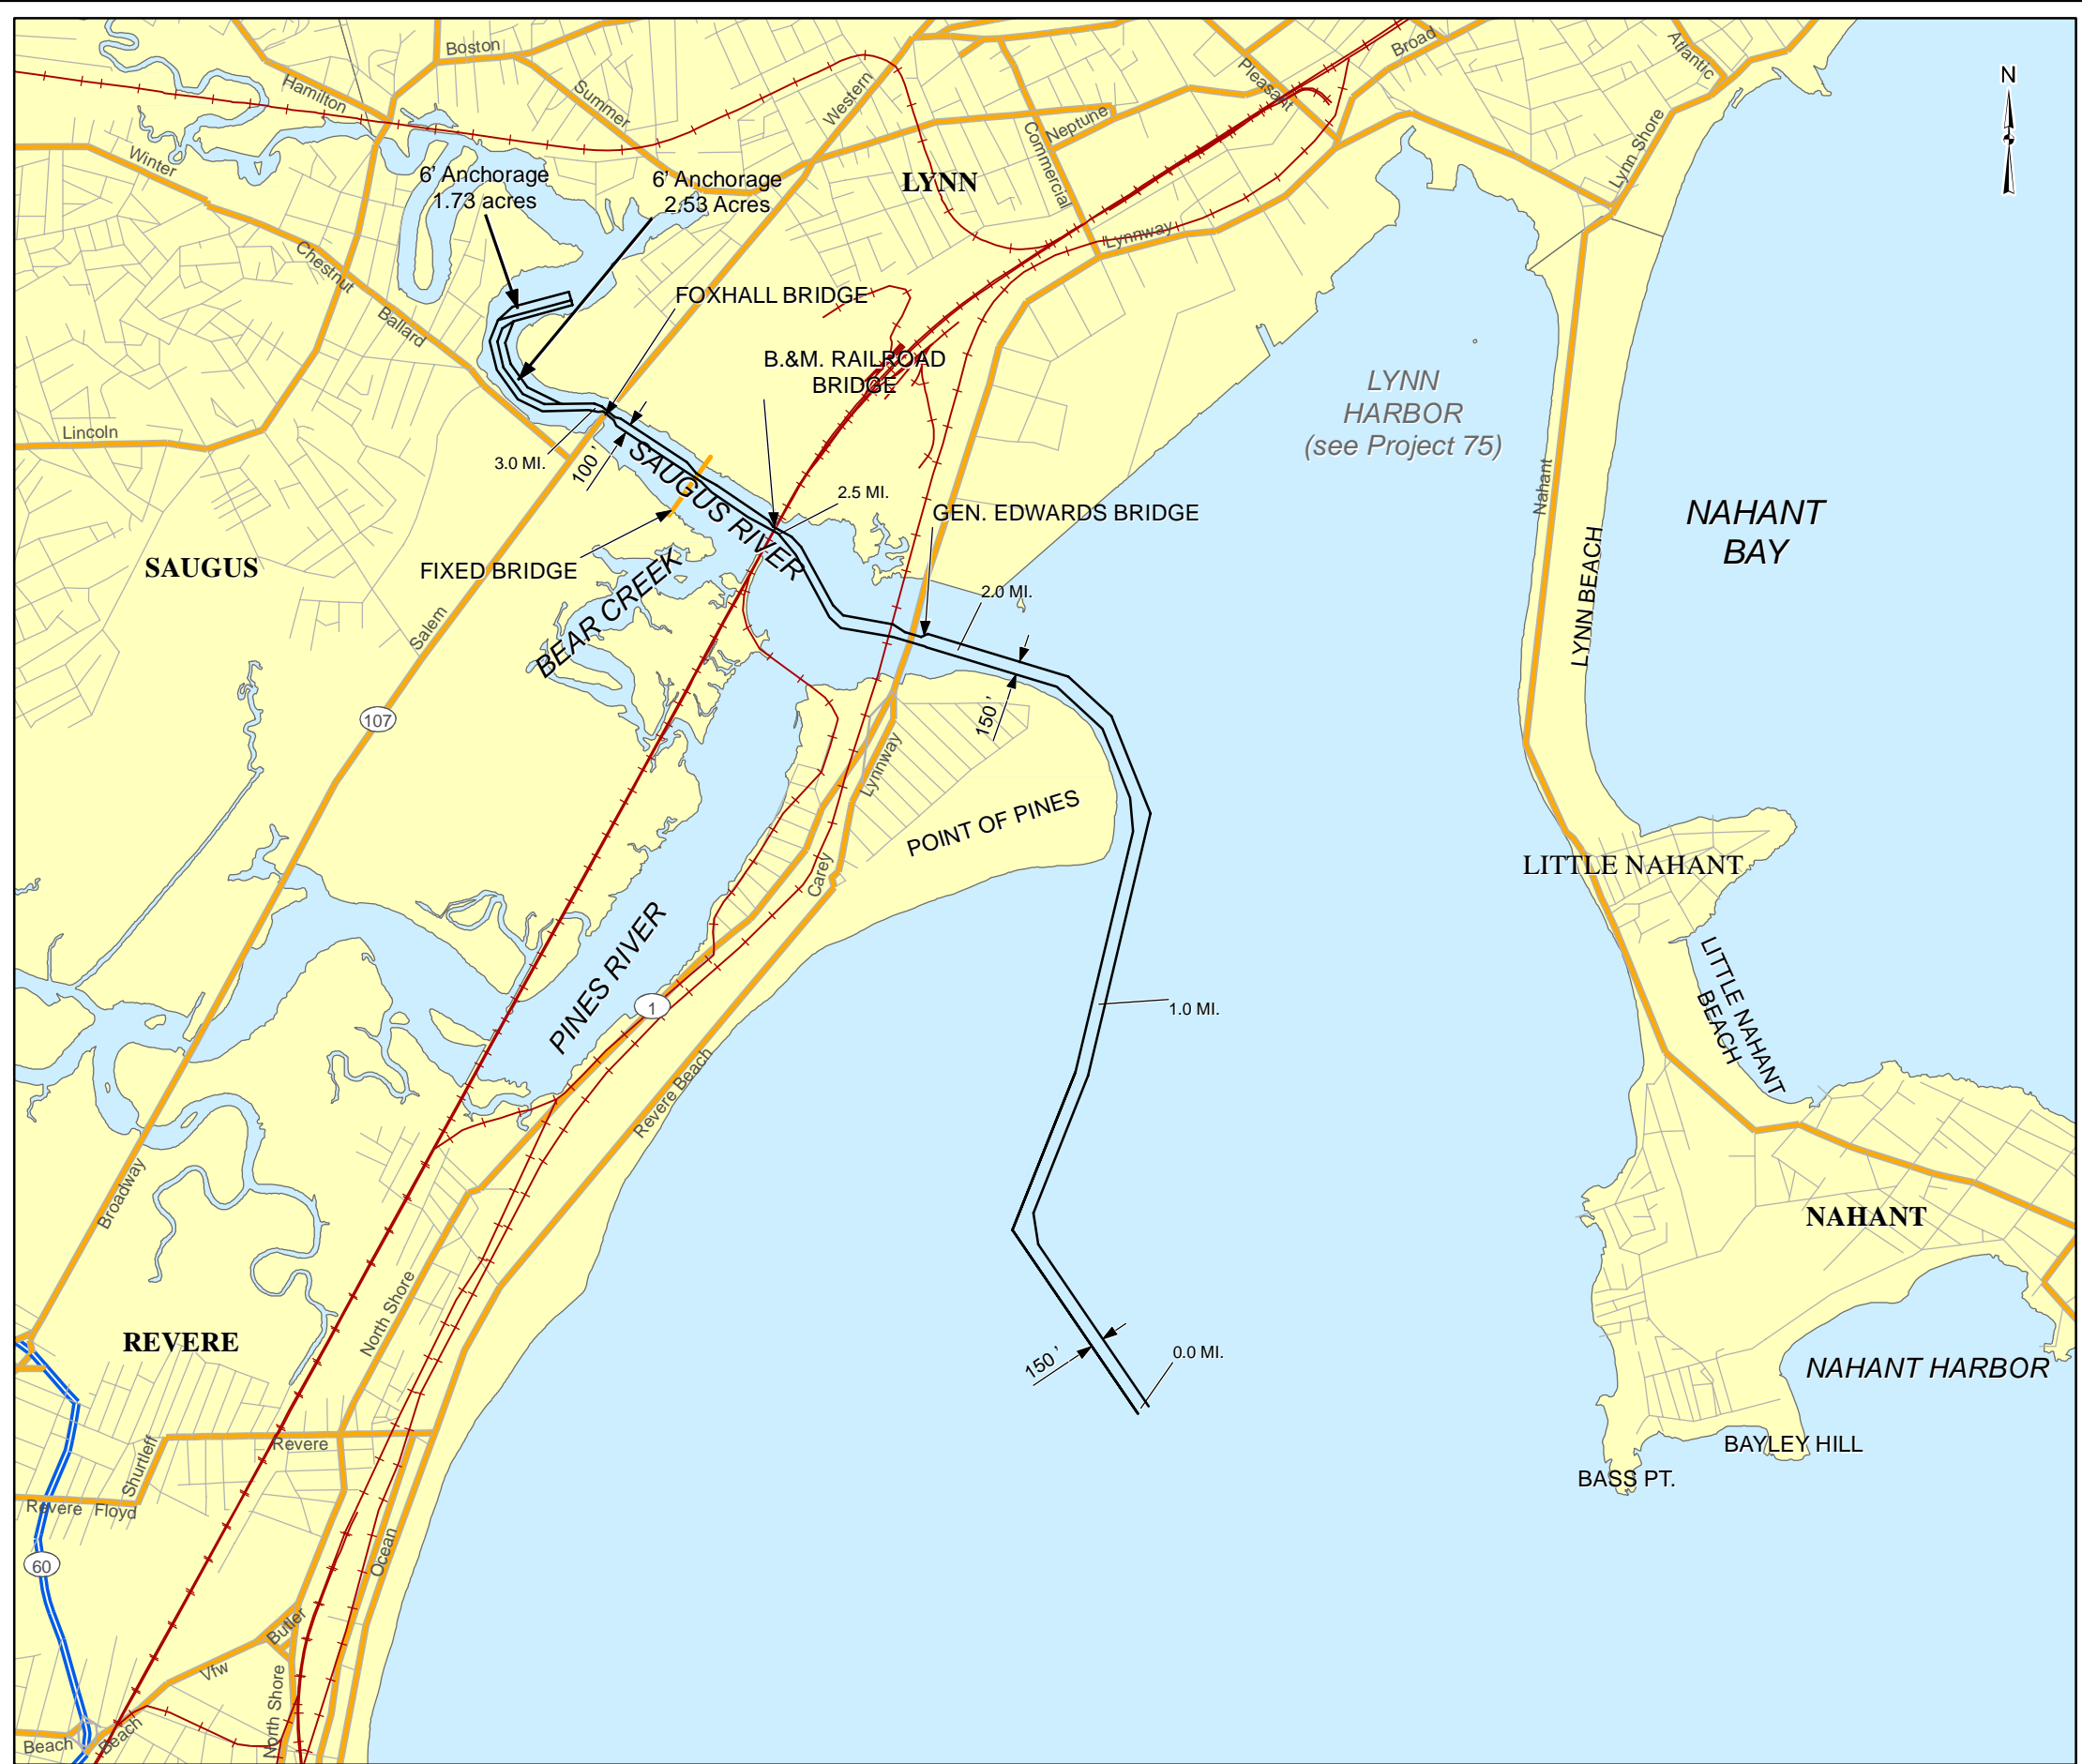 Boston
Hamilton
Summer
Western
Pleasant
Broad
Atlantic
N
Neptune
Commercial
Lynn Shore
Winter
6’ Anchorage
1.73 acres
6’ Anchorage
2.53 Acres
LYNN
Lynnway
Chestnut
Ballard
FOXHALL BRIDGE
B.&M. RAILROAD
BRIDGE
LYNN
HARBOR
(see Project 75)
Lincoln
3.0 MI.
100 ’
SAUGUS RIVER
2.5 MI.
GEN. EDWARDS BRIDGE
Nahant
NAHANT
BAY
SAUGUS
FIXED BRIDGE
BEAR CREEK
2.0 MI.
LYNN BEACH
Salem
107
150 ’
Lynnway
POINT OF PINES
Carey
LITTLE NAHANT
PINES RIVER
1
1.0 MI.
LITTLE NAHANT
BEACH
Revere Beach
Broadway
NAHANT
North Shore
REVERE
150 ’
0.0 MI.
NAHANT HARBOR
Revere
Shurtleff
BAYLEY HILL
BASS PT.
Revere
Floyd
Ocean
60
Butler
Vfw
North Shore
Beach
Beach